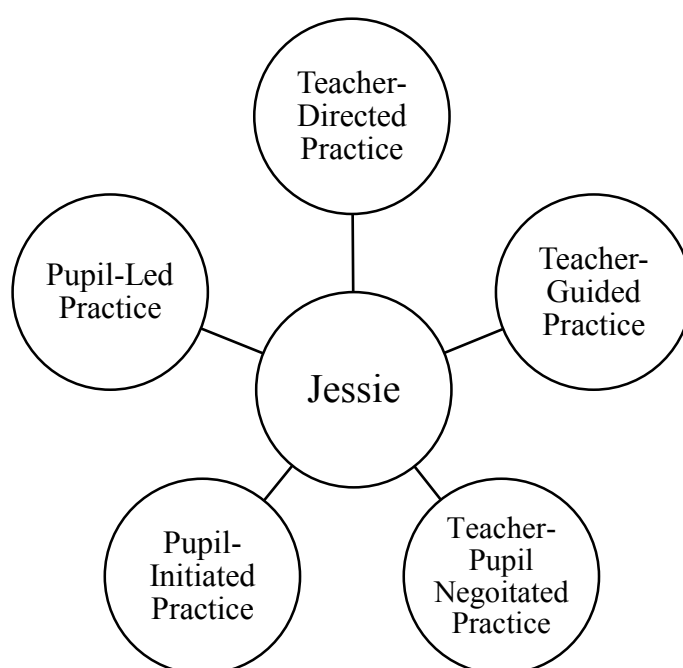 Teacher-
Directed
Practice
Teacher-
Guided
Practice
Pupil-Led
Practice
Jessie
Teacher-
Pupil
Negoitated
Practice
Pupil-
Initiated
Practice